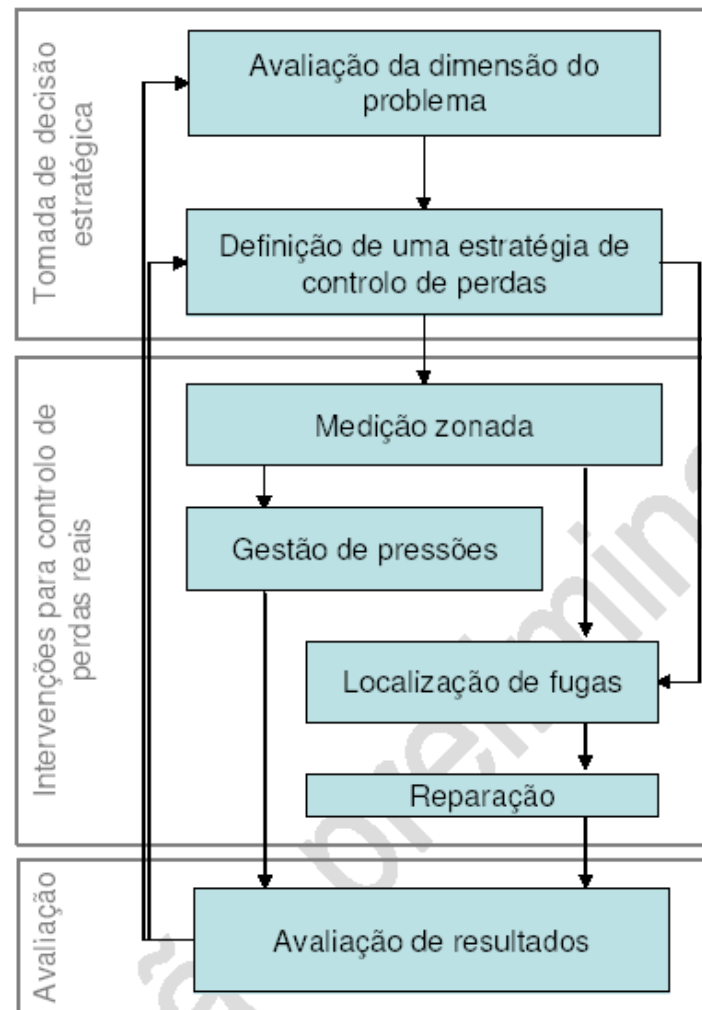 Tomada de decisão
estratégica
Avaliação da dimensão do
problema
Definição de uma estratégia de
controlo de perdas
Intervenções para controlo de
perdas reais
Medição zonada
Gestão de pressões
Localização de fugas
Reparação
Avaliação
Avaliação de resultados